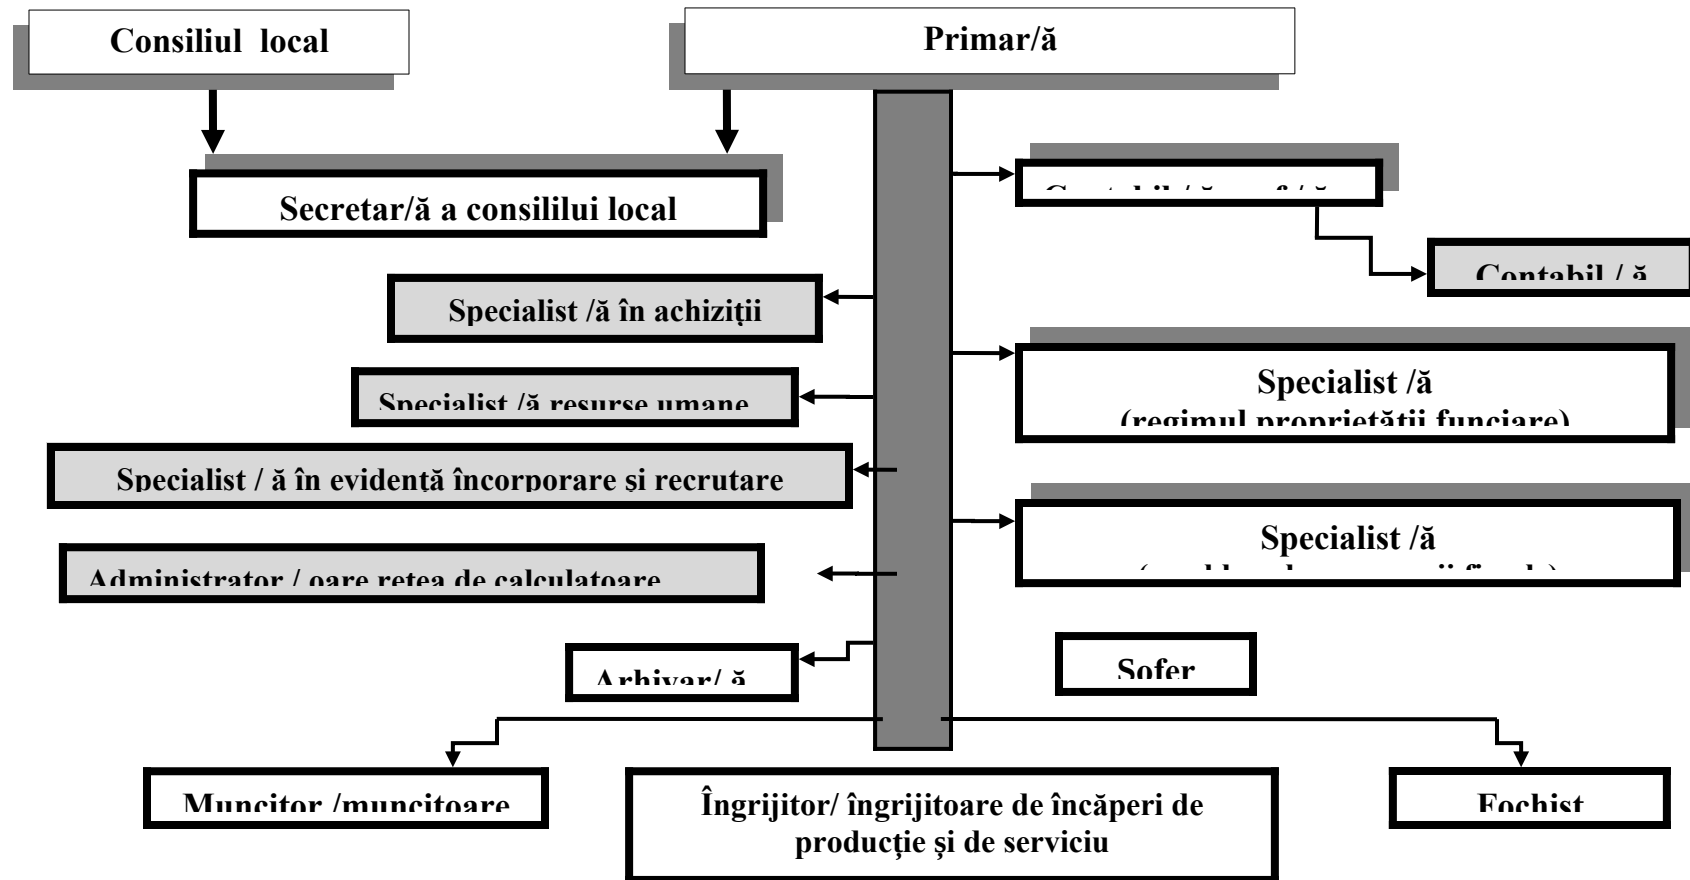 Consiliul local
Primar/ă
Secretar/ă a consililui local
Contabil / ă
Specialist /ă în achiziții
Specialist /ă
(regimul proprietății funciare)
Specialist /ă resurse umane
Specialist / ă în evidență încorporare și recrutare
Specialist /ă
Administrator / oare rețea de calculatoare
Arhivar/ ă
Șofer
Muncitor /muncitoare
Îngrijitor/ îngrijitoare de încăperi de
producție și de serviciu
Fochist